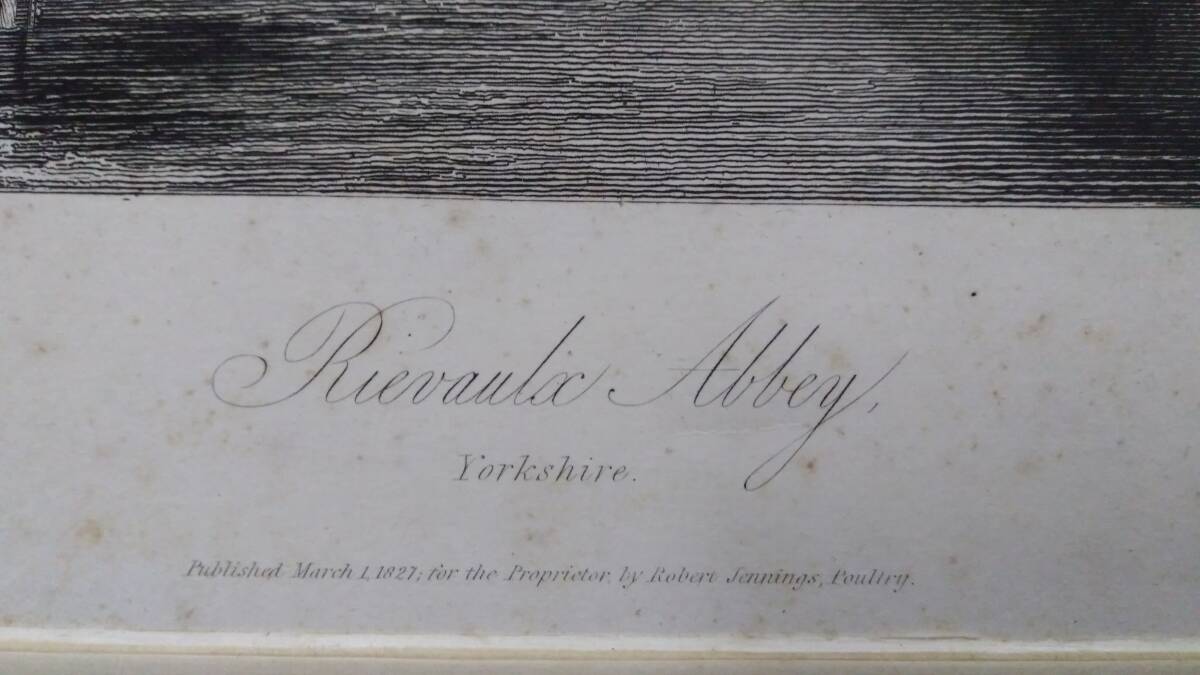 Rievaulx Abbey,
Yorkshire.
Published March 1, 1827; for the Proprietor, by Robert Jennings, Poultry.